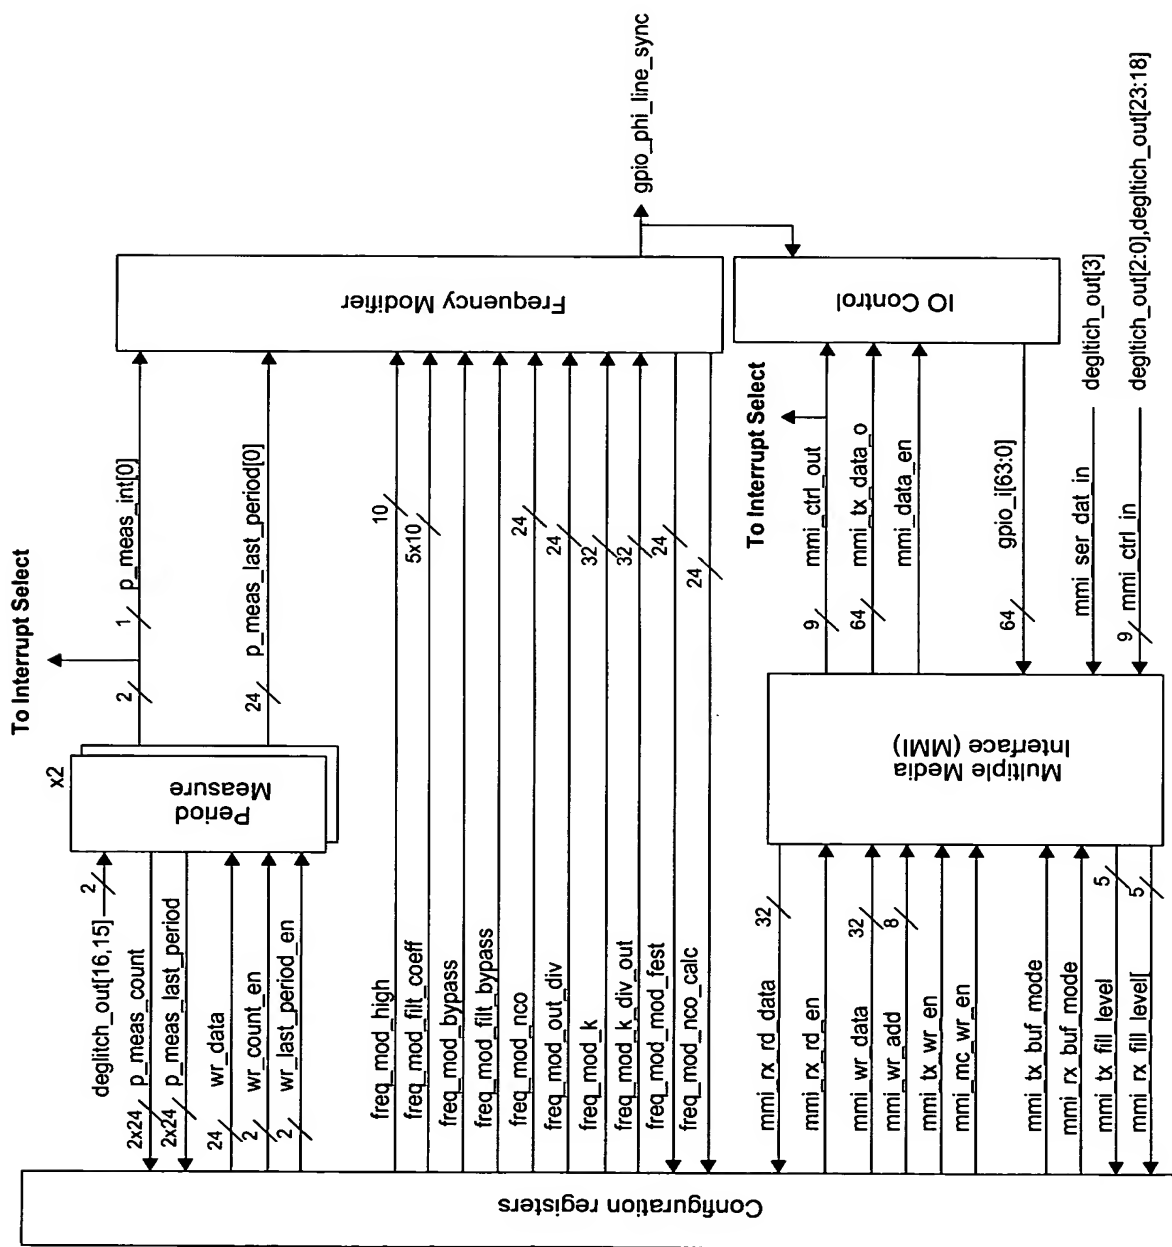 To Interrupt Select
x2
Period
Measure
deglitch_out[16,15]
2
2x24
p_meas_count
2x24
p_meas_last_period
24
wr_data
2
wr_count_en
2
wr_last_period_en
2
1
p_meas_int[0]
24
p_meas_last_period[0]
Frequency Modifier
gpio_phi_line_sync
freq_mod_high
10
freq_mod_filt_coeff
5x10
freq_mod_bypass
freq_mod_filt_bypass
freq_mod_nco
24
freq_mod_out_div
24
freq_mod_k
32
freq_mod_k_div_out
32
freq_mod_mod_fest
24
freq_mod_nco_calc
24
To Interrupt Select
IO Control
9
mmi_ctrl_out
64
mmi_tx_data_o
mmi_data_en
64
gpio_i[63:0]
mmi_ser_dat_in
degltich_out[3]
9
mmi_ctrl_in
degltich_out[2:0],degltich_out[23:18]
Multiple Media
Interface (MMI)
mmi_rx_rd_data
32
mmi_rx_rd_en
mmi_wr_data
32
mmi_wr_add
8
mmi_tx_wr_en
mmi_mc_wr_en
mmi_tx_buf_mode
mmi_rx_buf_mode
mmi_tx_fill_level
5
mmi_rx_fill_level[
5
Configuration registers